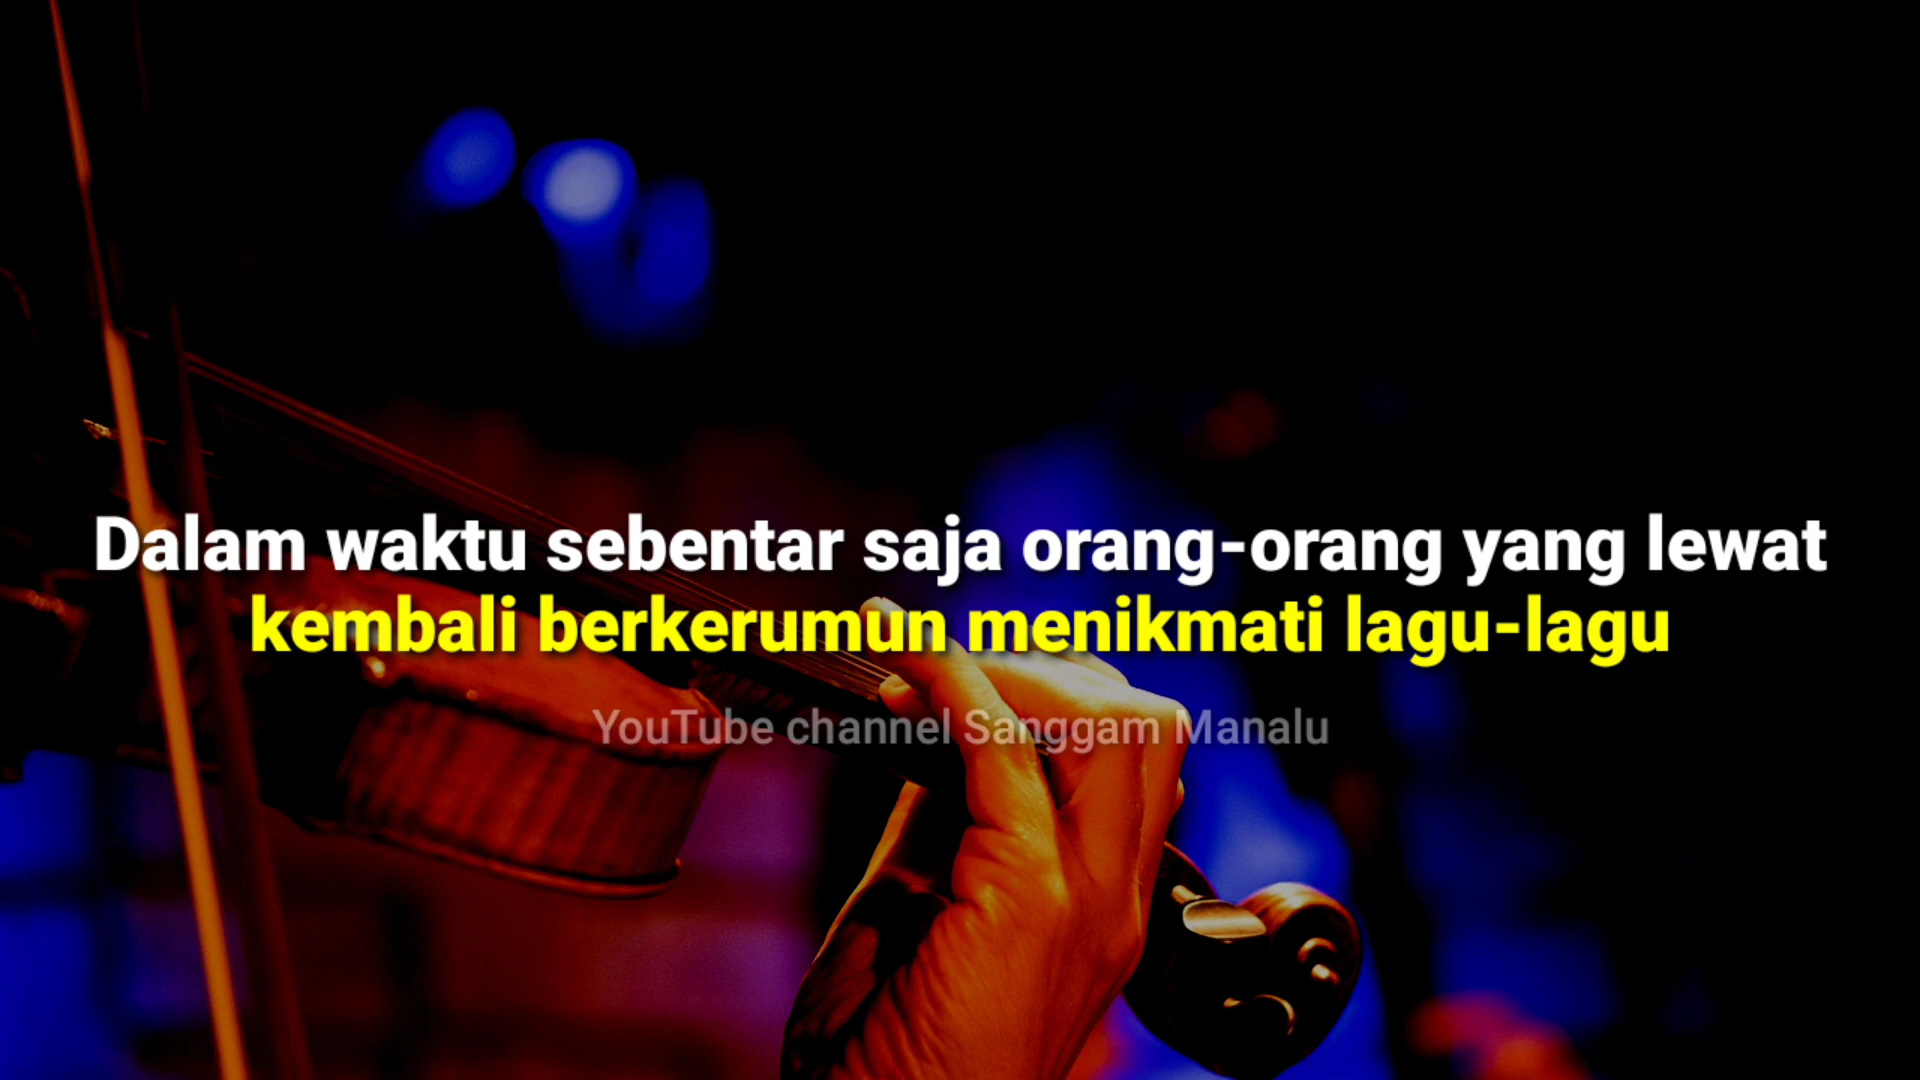 Dalam waktu sebentar saja orang-orang yang lewat
kembali berkerumun menikmati lagu-lagu
YouTube channel Sanggam Manalu